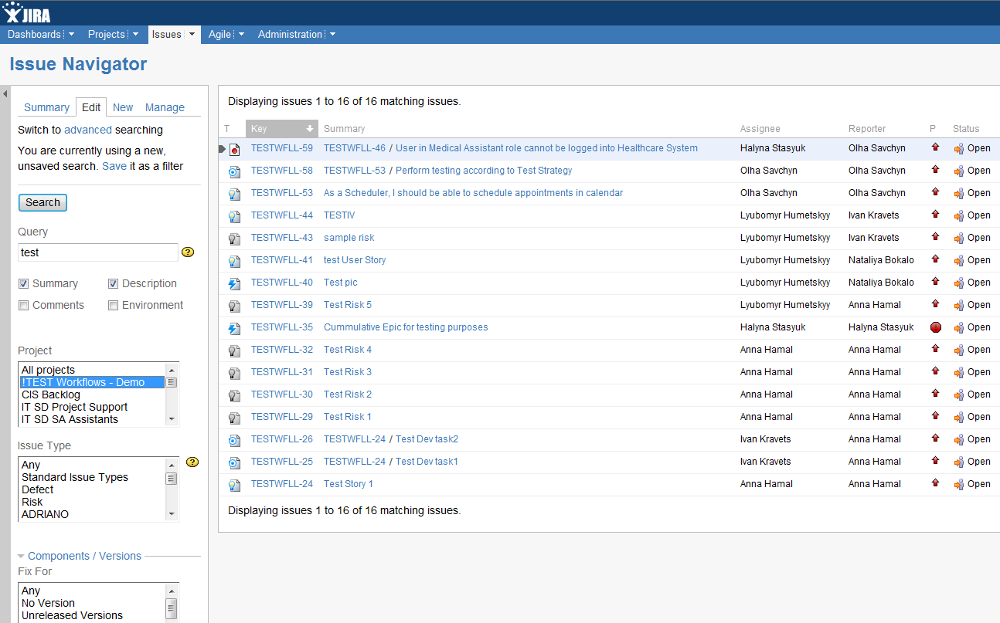 JIRA
Dashboards Projects Issues Agile Administration
Issue Navigator
Summary Edit New Manage
Switch to advanced searching
You are currently using a new,
unsaved search. Save it as a filter
Search
Query
test
Summary Description
Comments Environment
Project
All projects
!TEST Workflows - Demo
CIS Backlog
IT SD Project Support
IT SD SA Assistants
Issue Type
Any
Standard Issue Types
Defect
Risk
ADRIANO
Components / Versions
Fix For
Any
No Version
Unreleased Versions
Displaying issues 1 to 16 of 16 matching issues.
T Key Summary Assignee Reporter P Status
TESTWFLL-59 TESTWFLL-46 / User in Medical Assistant role cannot be logged into Healthcare System Halyna Stasyuk Olha Savchyn Open
TESTWFLL-58 TESTWFLL-53 / Perform testing according to Test Strategy Olha Savchyn Olha Savchyn Open
TESTWFLL-53 As a Scheduler, I should be able to schedule appointments in calendar Olha Savchyn Olha Savchyn Open
TESTWFLL-44 TESTIV Lyubomyr Humetskyy Ivan Kravets Open
TESTWFLL-43 sample risk Lyubomyr Humetskyy Ivan Kravets Open
TESTWFLL-41 test User Story Lyubomyr Humetskyy Nataliya Bokalo Open
TESTWFLL-40 Test pic Lyubomyr Humetskyy Nataliya Bokalo Open
TESTWFLL-39 Test Risk 5 Lyubomyr Humetskyy Anna Hamal Open
TESTWFLL-35 Cummulative Epic for testing purposes Halyna Stasyuk Halyna Stasyuk Open
TESTWFLL-32 Test Risk 4 Anna Hamal Anna Hamal Open
TESTWFLL-31 Test Risk 3 Anna Hamal Anna Hamal Open
TESTWFLL-30 Test Risk 2 Anna Hamal Anna Hamal Open
TESTWFLL-29 Test Risk 1 Anna Hamal Anna Hamal Open
TESTWFLL-26 TESTWFLL-24 / Test Dev task2 Ivan Kravets Anna Hamal Open
TESTWFLL-25 TESTWFLL-24 / Test Dev task1 Ivan Kravets Anna Hamal Open
TESTWFLL-24 Test Story 1 Anna Hamal Anna Hamal Open
Displaying issues 1 to 16 of 16 matching issues.